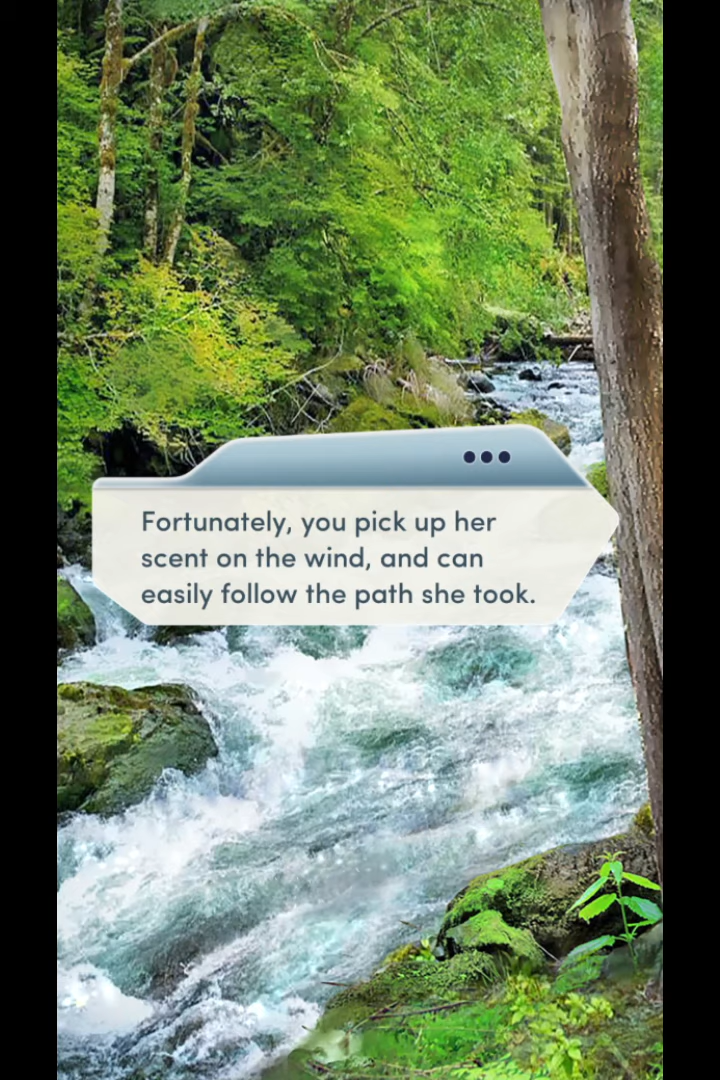 Fortunately, you pick up her
scent on the wind, and can
easily follow the path she took.